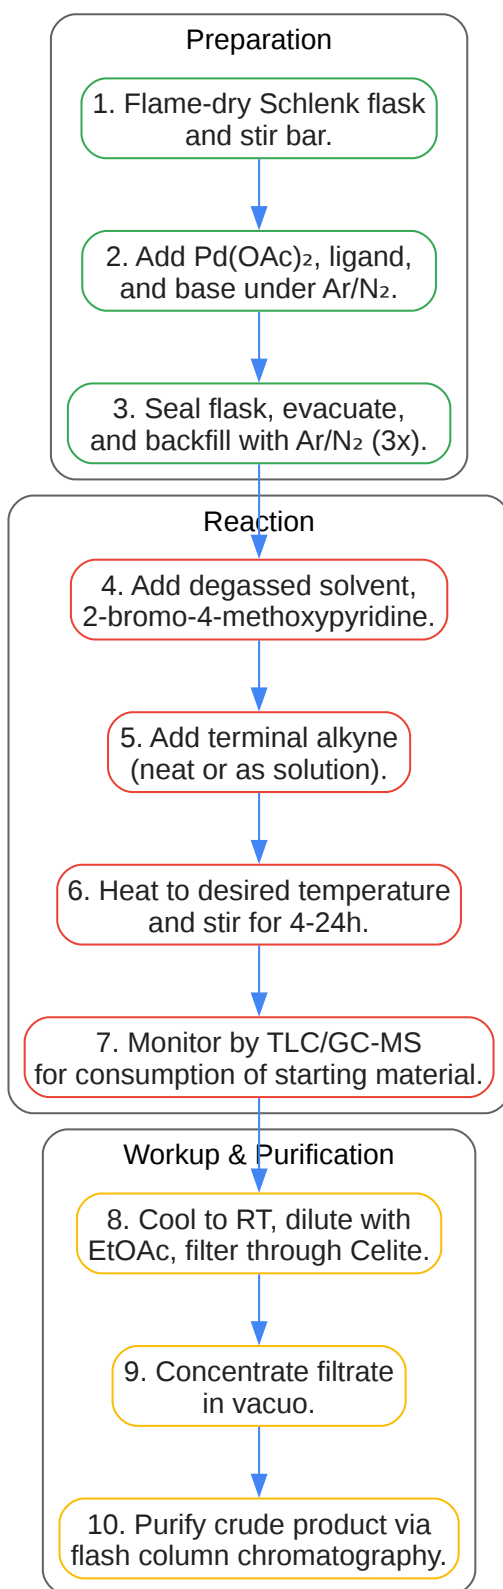 Preparation
1. Flame-dry Schlenk flask
and stir bar.
2. Add Pd(OAc)₂, ligand,
and base under Ar/N₂.
3. Seal flask, evacuate,
and backfill with Ar/N₂ (3x).
Reaction
4. Add degassed solvent,
2-bromo-4-methoxypyridine.
5. Add terminal alkyne
(neat or as solution).
6. Heat to desired temperature
and stir for 4-24h.
7. Monitor by TLC/GC-MS
for consumption of starting material.
Workup & Purification
8. Cool to RT, dilute with
EtOAc, filter through Celite.
9. Concentrate filtrate
in vacuo.
10. Purify crude product via
flash column chromatography.